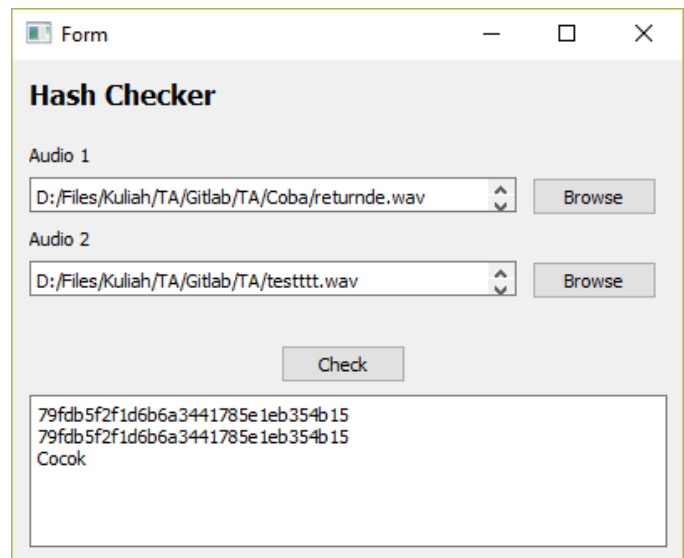 Form
Hash Checker
Audio 1
D:/Files/Kuliah/TA/Gitlab/TA/Coba/returnde.wav
Browse
Audio 2
D:/Files/Kuliah/TA/Gitlab/TA/testttt.wav
Browse
Check
79fdb5f2f1d6b6a3441785e1eb354b15
79fdb5f2f1d6b6a3441785e1eb354b15
Cocok